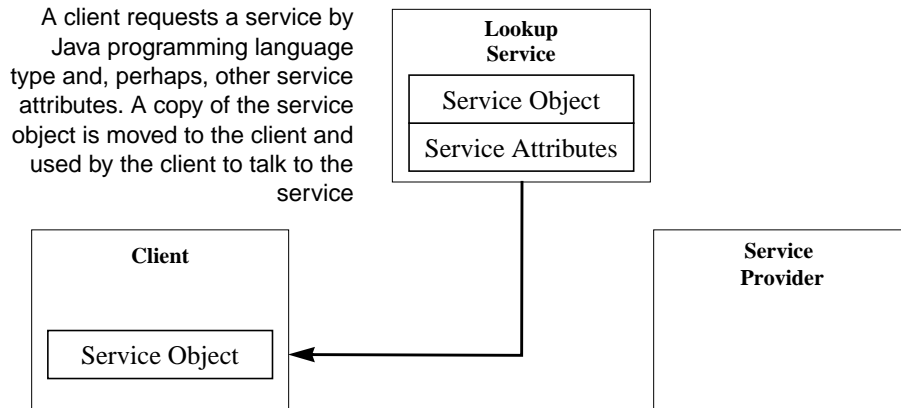 A client requests a service by
Java programming language
type and, perhaps, other service
attributes. A copy of the service
object is moved to the client and
used by the client to talk to the
service
Lookup
Service
Service Object
Service Attributes
Client
Service Object
Service
Provider